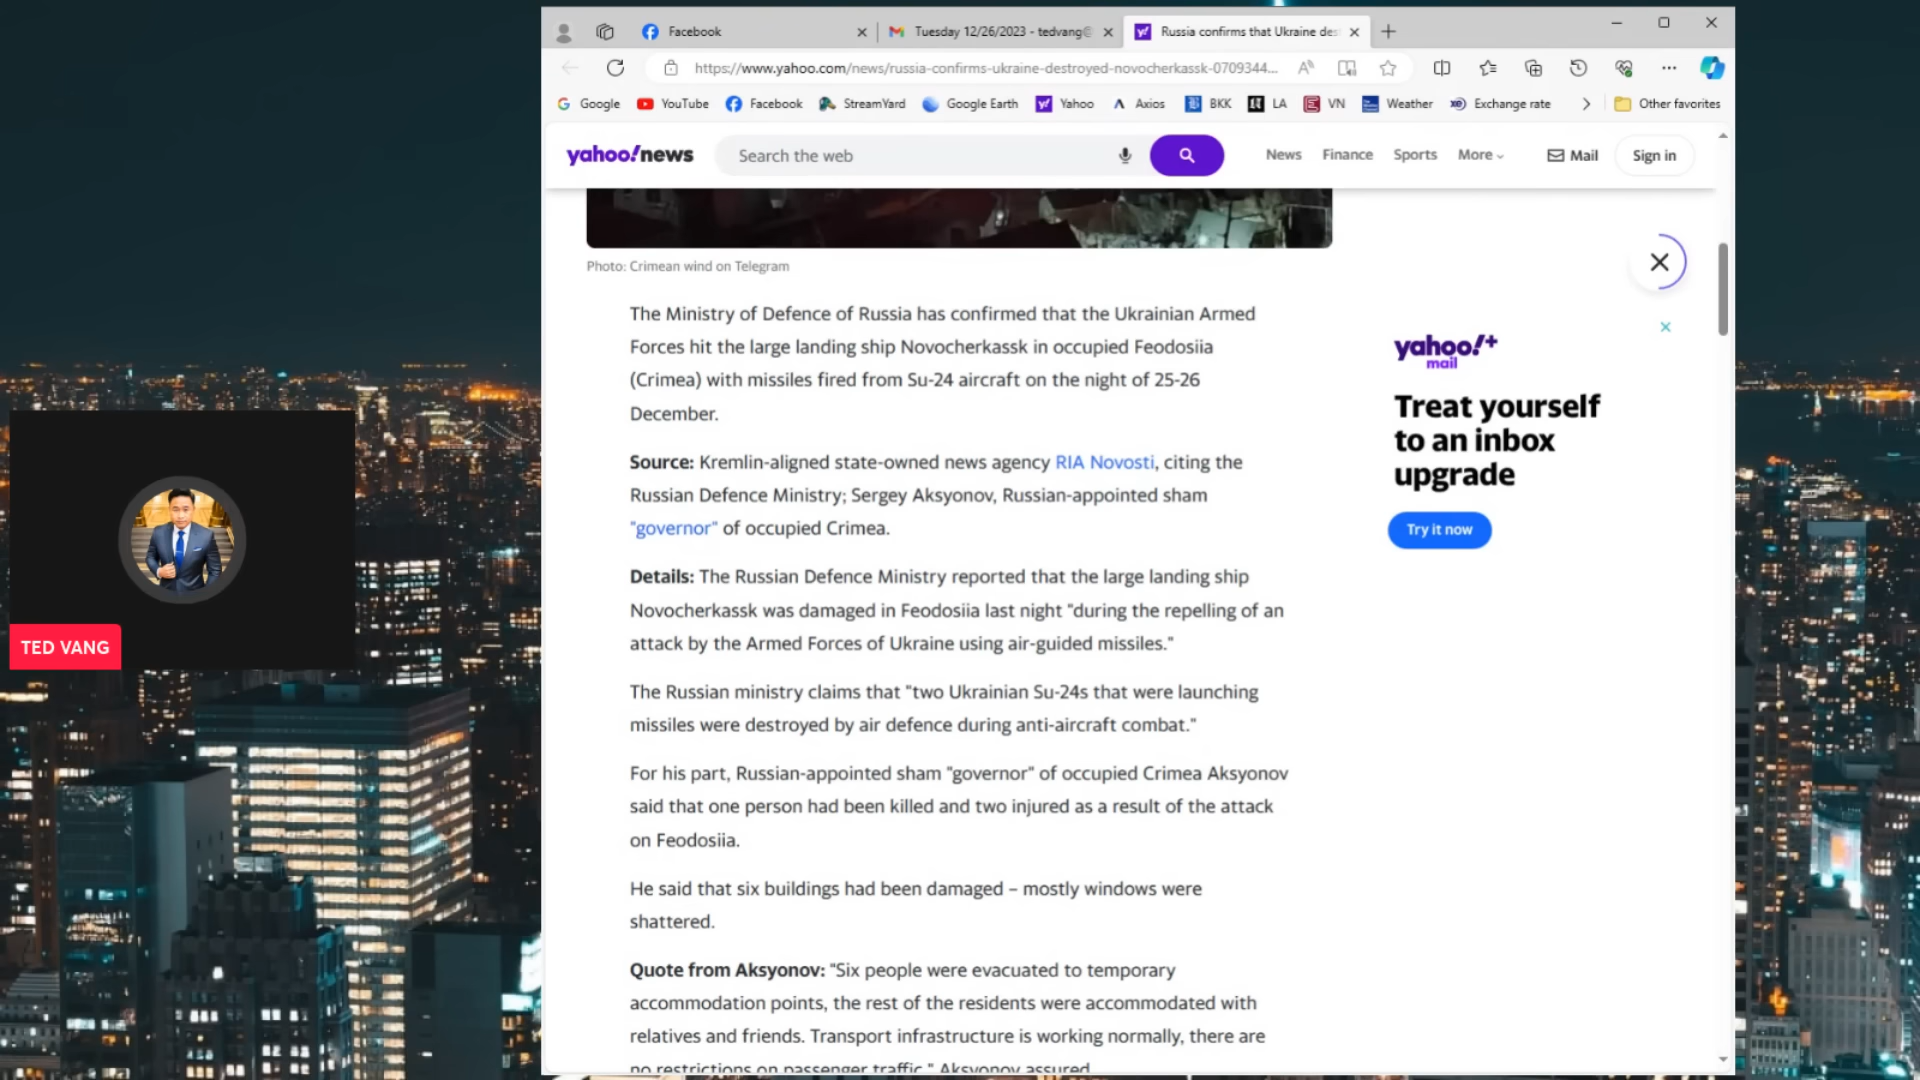 Facebook
Tuesday 12/26/2023 - tedvang@
Russia confirms that Ukraine des
https://www.yahoo.com/news/russia-confirms-ukraine-destroyed-novocherkassk-0709344...
Google YouTube Facebook StreamYard Google Earth Yahoo Axios BKK LA VN Weather Exchange rate Other favorites
yahoo!news
Search the web
News Finance Sports More Mail Sign in
Photo: Crimean wind on Telegram
The Ministry of Defence of Russia has confirmed that the Ukrainian Armed
Forces hit the large landing ship Novocherkassk in occupied Feodosiia
(Crimea) with missiles fired from Su-24 aircraft on the night of 25-26
December.
Source: Kremlin-aligned state-owned news agency RIA Novosti, citing the
Russian Defence Ministry; Sergey Aksyonov, Russian-appointed sham
"governor" of occupied Crimea.
Details: The Russian Defence Ministry reported that the large landing ship
Novocherkassk was damaged in Feodosiia last night "during the repelling of an
attack by the Armed Forces of Ukraine using air-guided missiles."
The Russian ministry claims that "two Ukrainian Su-24s that were launching
missiles were destroyed by air defence during anti-aircraft combat."
For his part, Russian-appointed sham "governor" of occupied Crimea Aksyonov
said that one person had been killed and two injured as a result of the attack
on Feodosiia.
He said that six buildings had been damaged – mostly windows were
shattered.
Quote from Aksyonov: "Six people were evacuated to temporary
accommodation points, the rest of the residents were accommodated with
relatives and friends. Transport infrastructure is working normally, there are
no restrictions on passenger traffic," Aksyonov assured.
yahoo!+
mail
Treat yourself
to an inbox
upgrade
Try it now
TED VANG